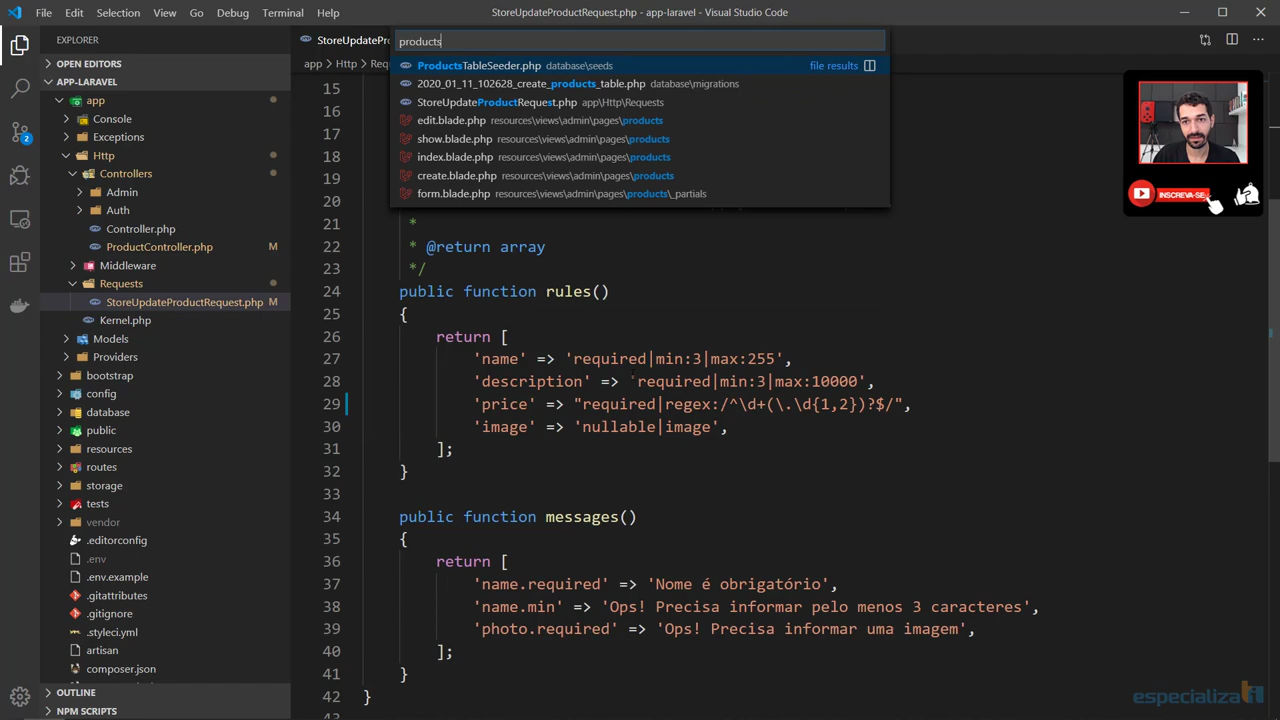 File Edit Selection View Go Debug Terminal Help
StoreUpdateProductRequest.php - app-laravel - Visual Studio Code
EXPLORER
OPEN EDITORS
APP-LARAVEL
app
Console
Exceptions
Http
Controllers
Admin
Auth
Controller.php
ProductController.php M
Middleware
Requests
StoreUpdateProductRequest.php M
Kernel.php
Models
Providers
bootstrap
config
database
public
resources
routes
storage
tests
vendor
.editorconfig
.env
.env.example
.gitattributes
.gitignore
.styleci.yml
artisan
composer.json
OUTLINE
NPM SCRIPTS
2
StoreUpdatePro
app > Http > Req
products
ProductsTableSeeder.php database\seeds file results
2020_01_11_102628_create_products_table.php database\migrations
StoreUpdateProductRequest.php app\Http\Requests
edit.blade.php resources\views\admin\pages\products
show.blade.php resources\views\admin\pages\products
index.blade.php resources\views\admin\pages\products
create.blade.php resources\views\admin\pages\products
form.blade.php resources\views\admin\pages\products\_partials
15
16
17
18
19
20
21 *
22 * @return array
23 */
24 public function rules()
25 {
26 return [
27 'name' => 'required|min:3|max:255',
28 'description' => 'required|min:3|max:10000',
29 'price' => "required|regex:/^\d+(\.\d{1,2})?$/",
30 'image' => 'nullable|image',
31 ];
32 }
33
34 public function messages()
35 {
36 return [
37 'name.required' => 'Nome é obrigatório',
38 'name.min' => 'Ops! Precisa informar pelo menos 3 caracteres',
39 'photo.required' => 'Ops! Precisa informar uma imagem',
40 ];
41 }
42 }
INSCREVA-SE
especializati